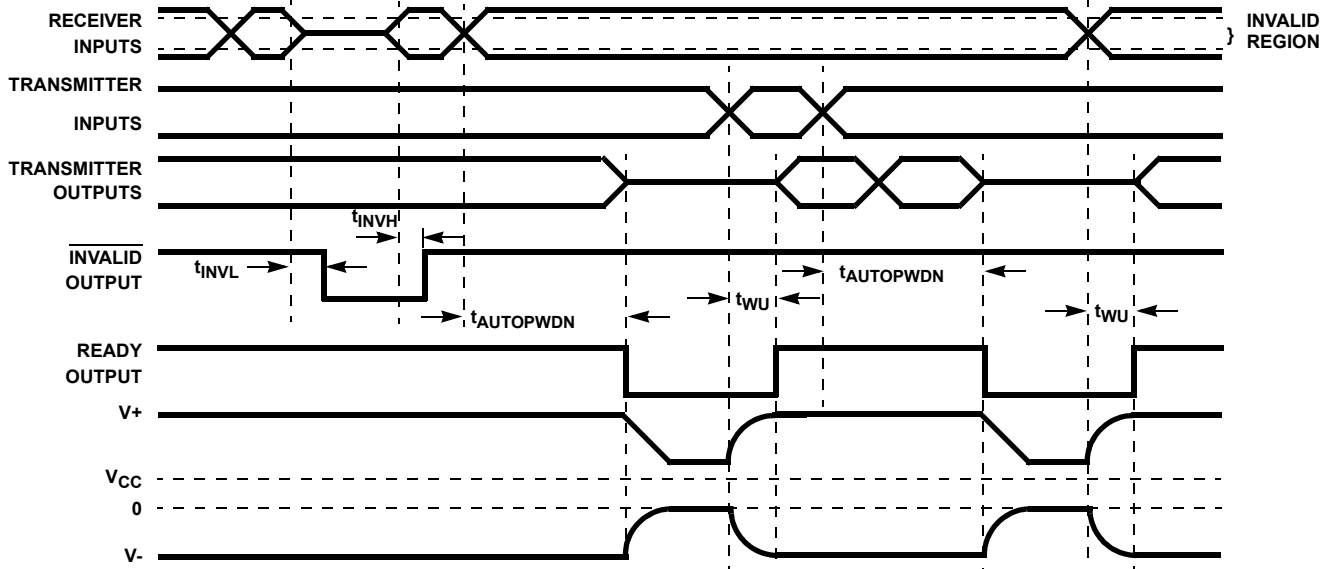 RECEIVER
INPUTS
} INVALID
REGION
TRANSMITTER
INPUTS
TRANSMITTER
OUTPUTS
tINVH
INVALID
OUTPUT
tINVL
tAUTOPWDN
tWU
tAUTOPWDN
tWU
READY
OUTPUT
V+
VCC
0
V-